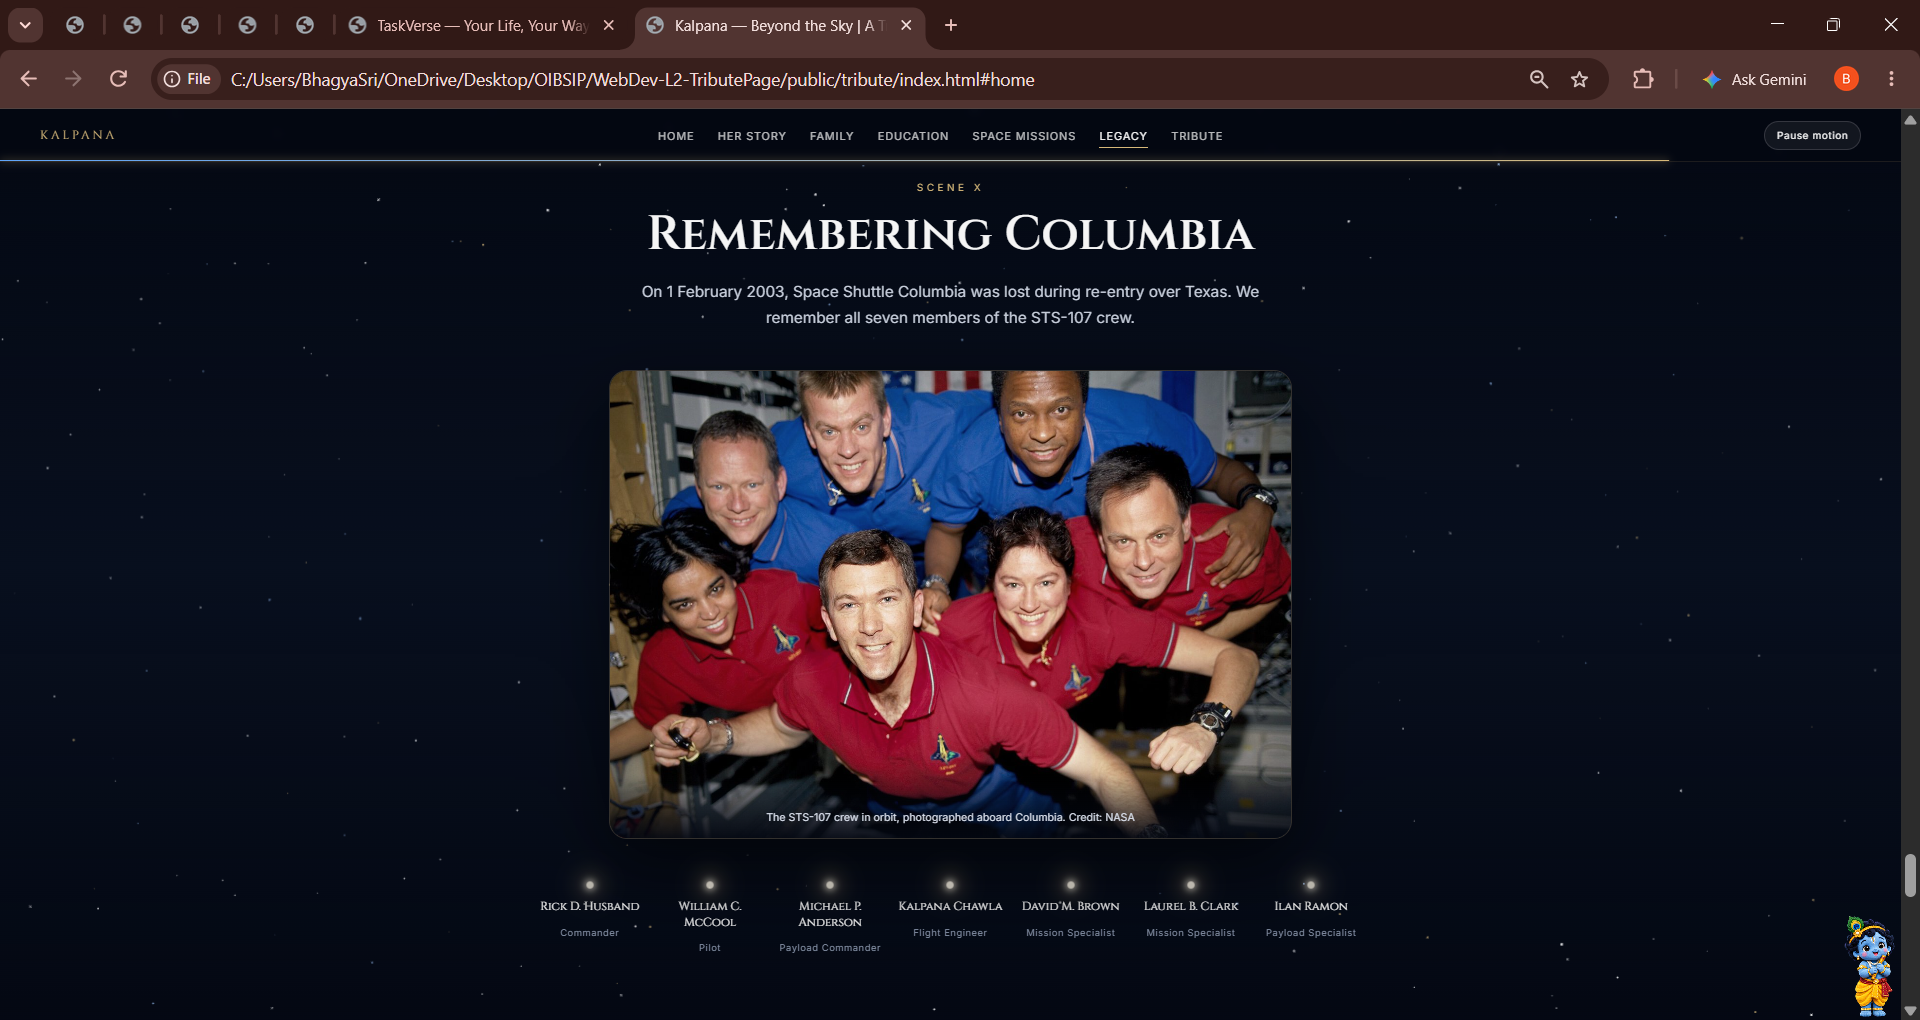 TaskVerse — Your Life, Your Way
Kalpana — Beyond the Sky | A T
File
C:/Users/BhagyaSri/OneDrive/Desktop/OIBSIP/WebDev-L2-TributePage/public/tribute/index.html#home
Ask Gemini
B
KALPANA
HOME HER STORY FAMILY EDUCATION SPACE MISSIONS LEGACY TRIBUTE
Pause motion
SCENE X
REMEMBERING COLUMBIA
On 1 February 2003, Space Shuttle Columbia was lost during re-entry over Texas. We
remember all seven members of the STS-107 crew.
The STS-107 crew in orbit, photographed aboard Columbia. Credit: NASA
RICK D. HUSBAND
Commander
WILLIAM C.
MCCOOL
Pilot
MICHAEL P.
ANDERSON
Payload Commander
KALPANA CHAWLA
Flight Engineer
DAVID M. BROWN
Mission Specialist
LAUREL B. CLARK
Mission Specialist
ILAN RAMON
Payload Specialist